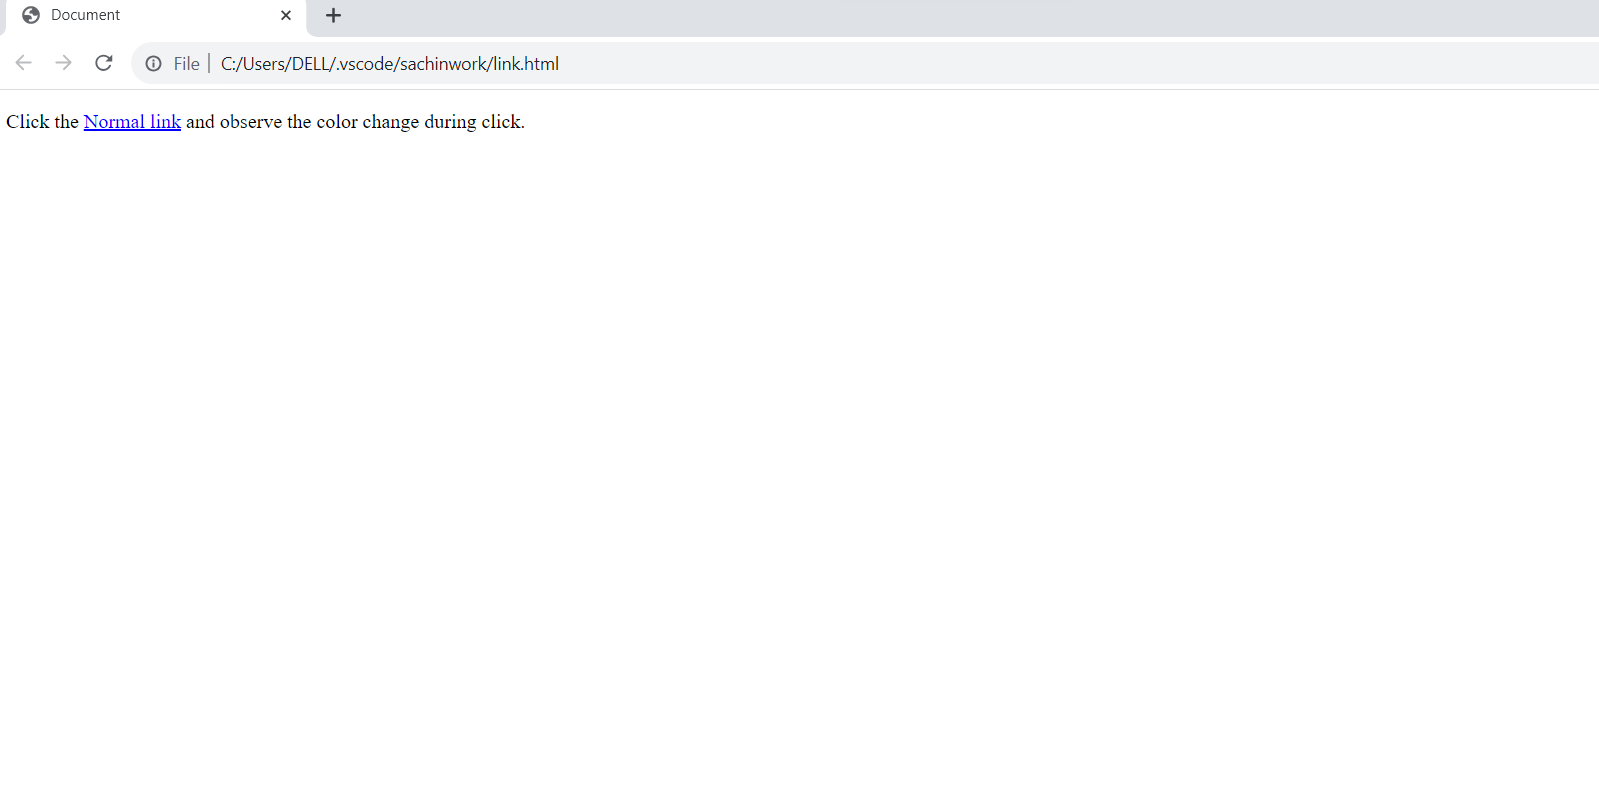 Document
File
C:/Users/DELL/.vscode/sachinwork/link.html
Click the Normal link and observe the color change during click.